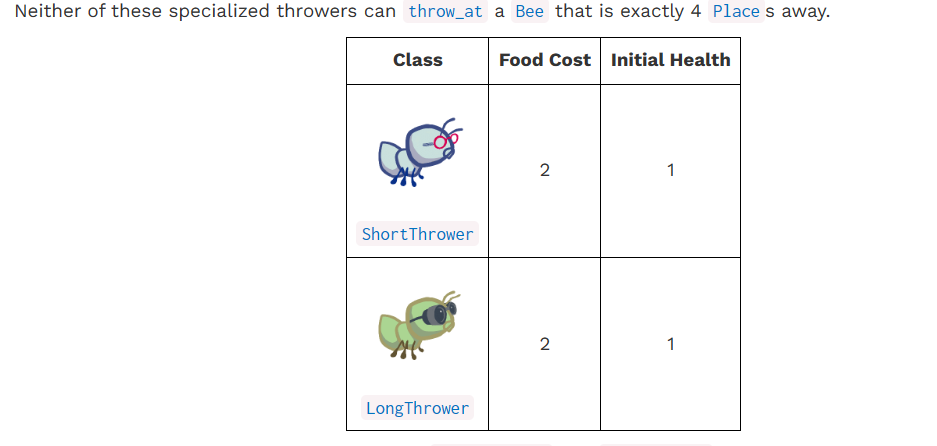 Neither of these specialized throwers can throw_at a Bee that is exactly 4 Place s away.
Class Food Cost Initial Health
2 1
ShortThrower
2 1
LongThrower